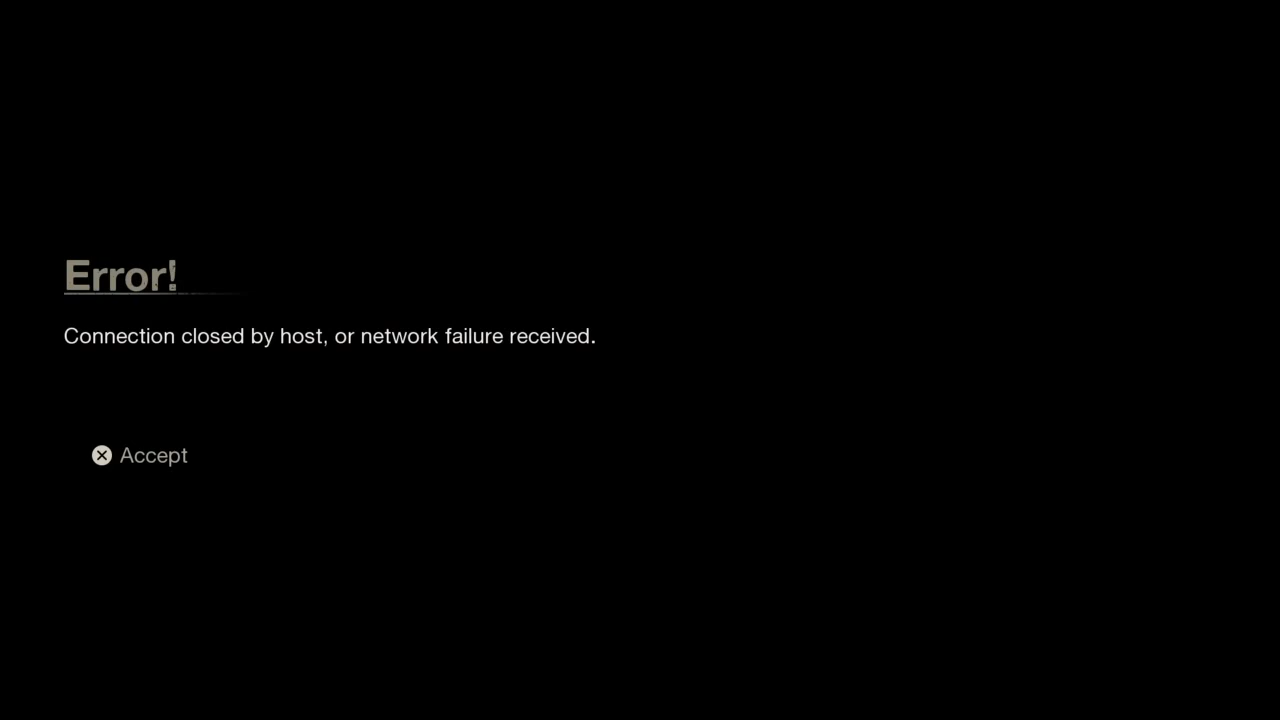 Error!
Connection closed by host, or network failure received.
Accept